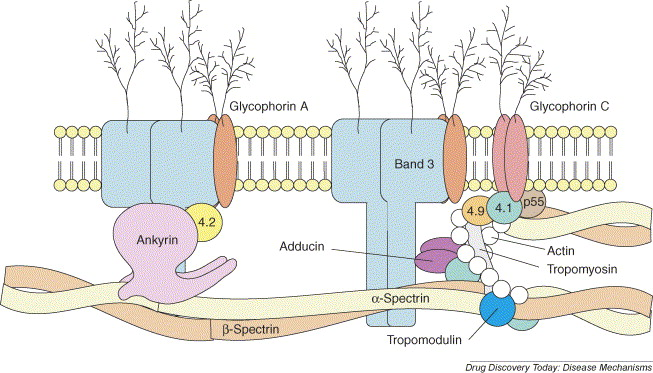 Glycophorin A
Glycophorin C
Band 3
4.2
4.9
4.1
p55
Ankyrin
Adducin
Actin
Tropomyosin
α-Spectrin
β-Spectrin
Tropomodulin
Drug Discovery Today: Disease Mechanisms